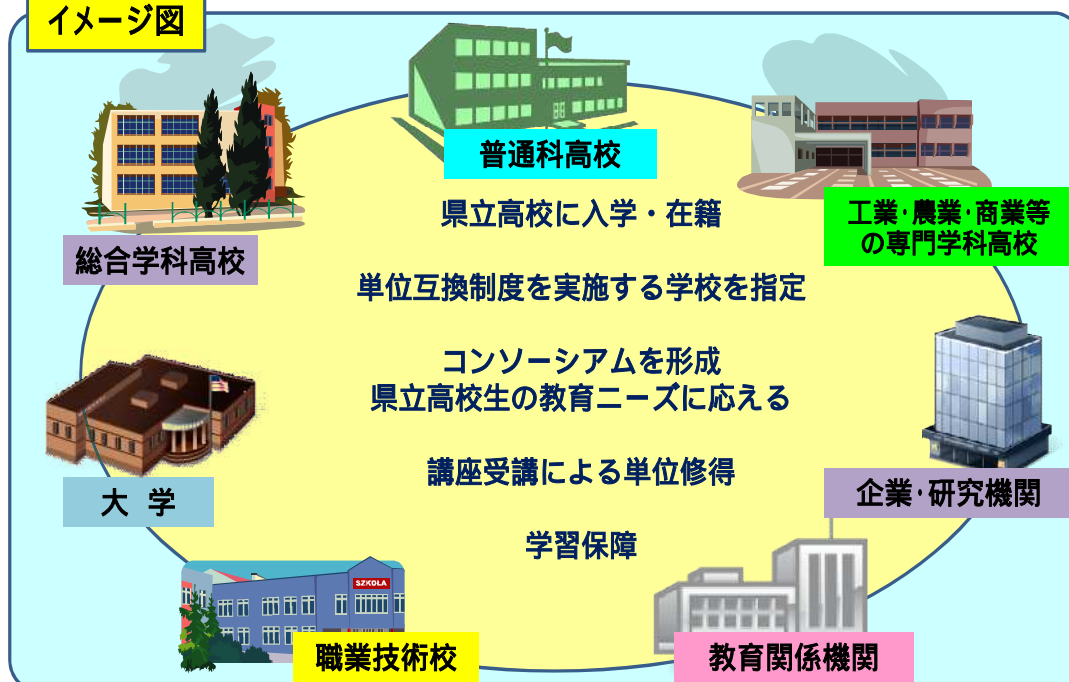 イメージ図
普通科高校
工業・農業・商業等
の専門学科高校
総合学科高校
県立高校に入学・在籍
単位互換制度を実施する学校を指定
コンソーシアムを形成
県立高校生の教育ニーズに応える
講座受講による単位修得
学習保障
大 学
企業・研究機関
SZKOŁA
職業技術校
教育関係機関